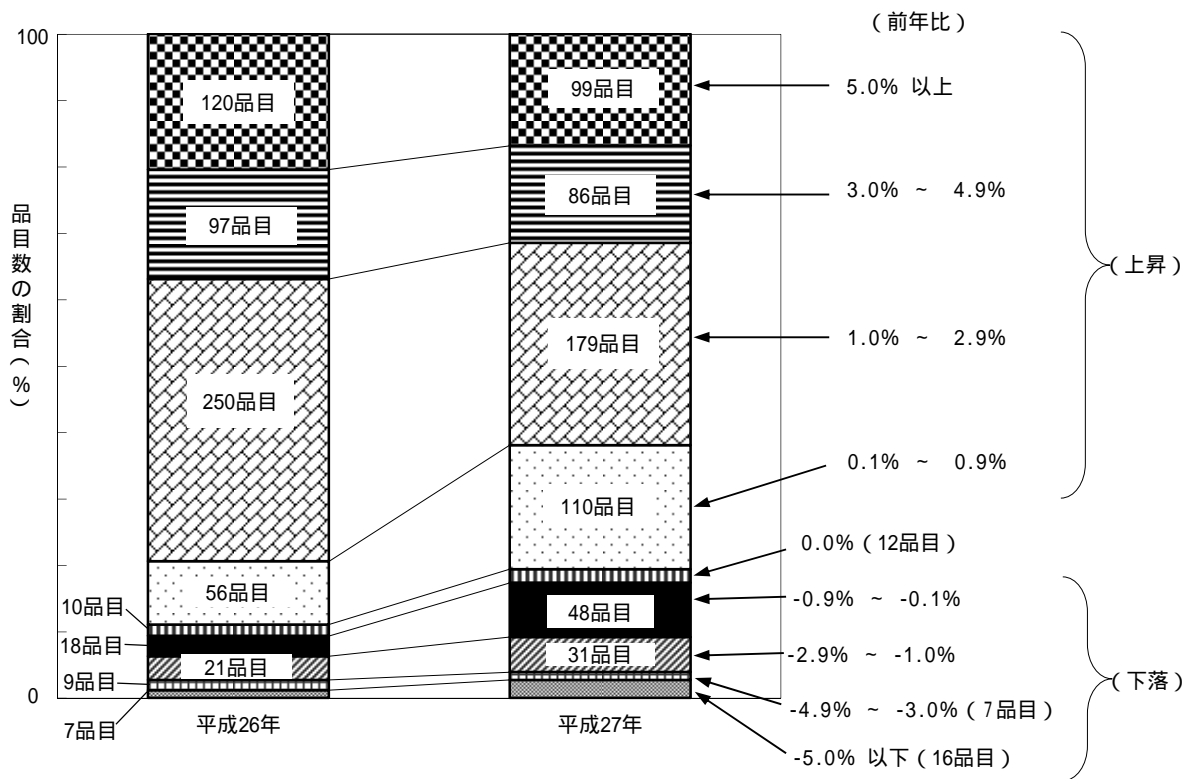 (前年比)
100
120品目
99品目
5.0% 以上
97品目
86品目
3.0% ~ 4.9%
品目数の割合(%)
(上昇)
250品目
179品目
1.0% ~ 2.9%
0.1% ~ 0.9%
110品目
0.0%(12品目)
56品目
10品目
48品目
-0.9% ~ -0.1%
18品目
21品目
31品目
-2.9% ~ -1.0%
9品目
(下落)
0
-4.9% ~ -3.0%(7品目)
7品目
平成26年
平成27年
-5.0% 以下(16品目)